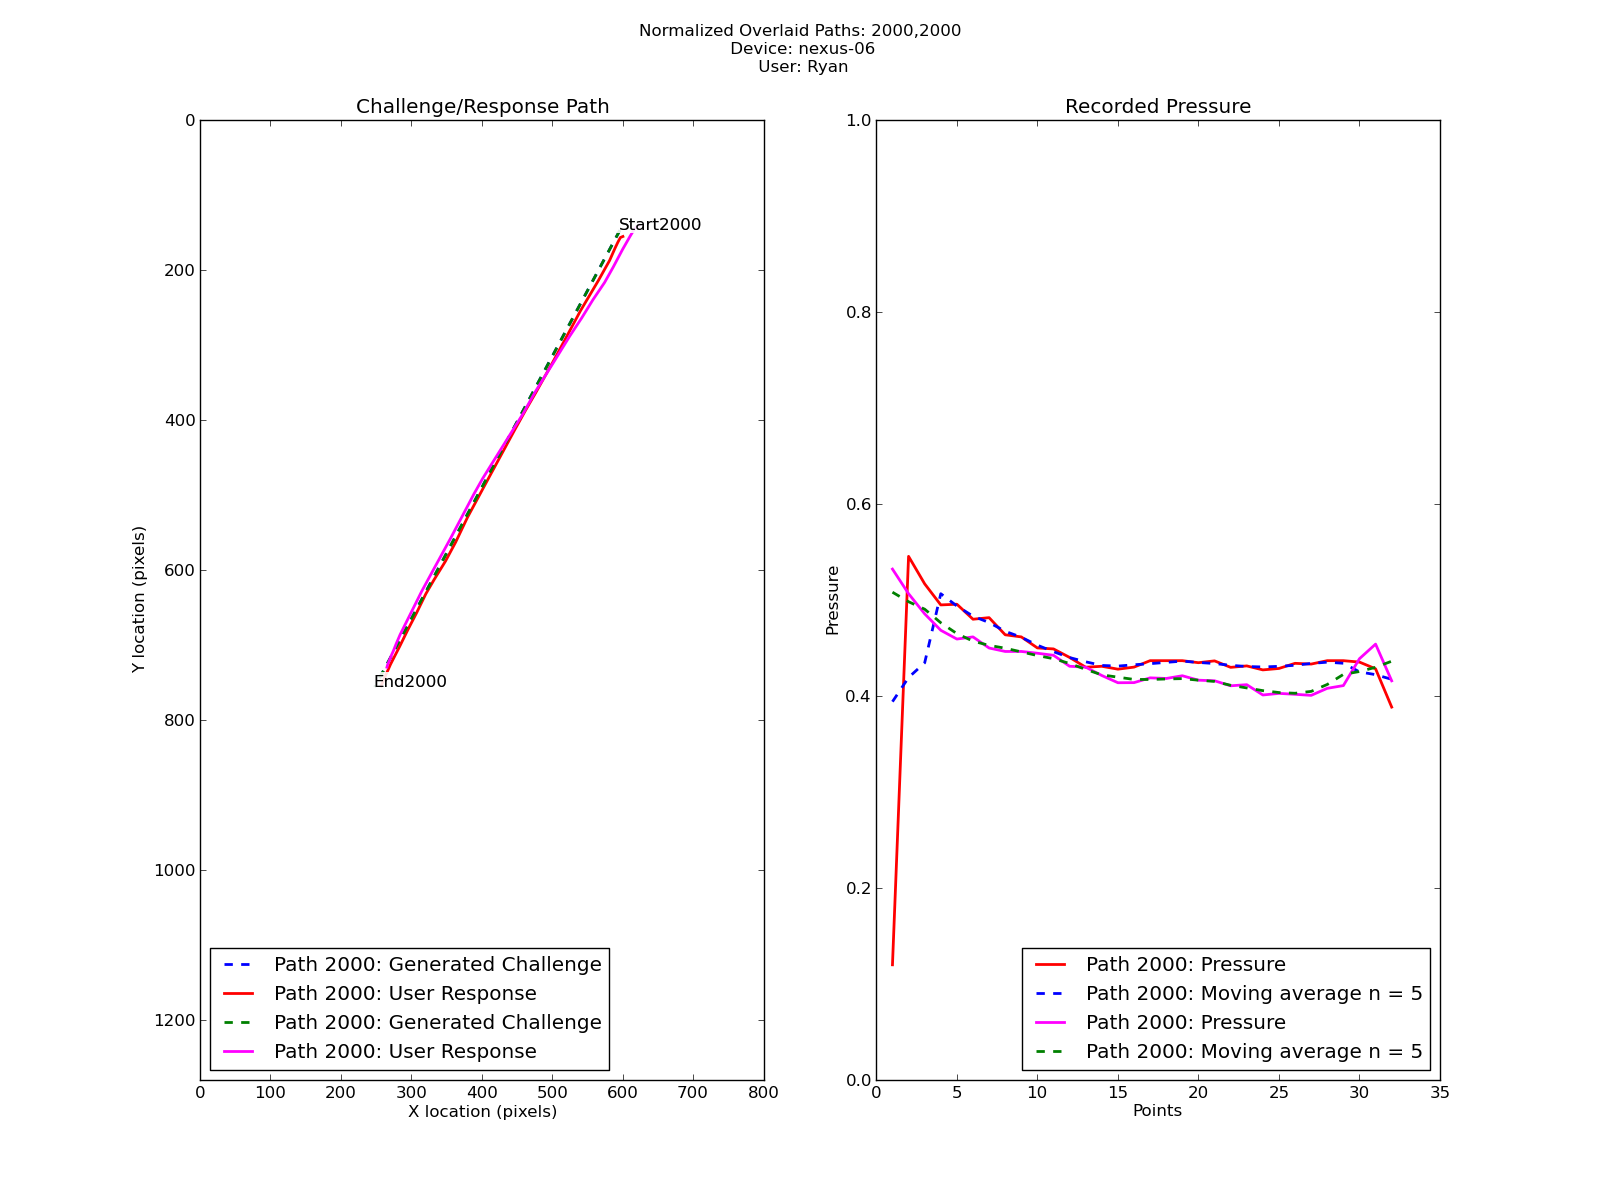 Normalized Overlaid Paths: 2000,2000
Device: nexus-06
User: Ryan
Challenge/Response Path
0
200
400
600
800
1000
1200
Y location (pixels)
Start2000
End2000
Path 2000: Generated Challenge
Path 2000: User Response
Path 2000: Generated Challenge
Path 2000: User Response
0 100 200 300 400 500 600 700 800
X location (pixels)
Recorded Pressure
1.0
0.8
0.6
0.4
0.2
0.0
Pressure
Path 2000: Pressure
Path 2000: Moving average n = 5
Path 2000: Pressure
Path 2000: Moving average n = 5
0 5 10 15 20 25 30 35
Points